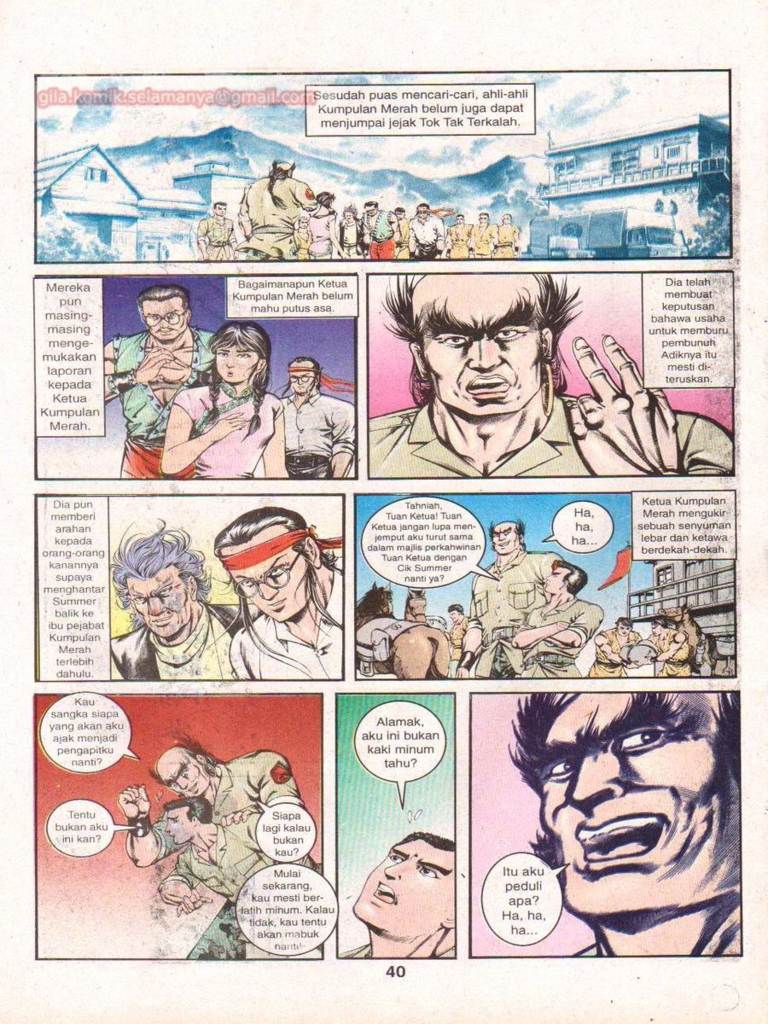 gila.komik.selamanya@gmail.com
Sesudah puas mencari-cari, ahli-ahli
Kumpulan Merah belum juga dapat
menjumpai jejak Tok Tak Terkalah.
Mereka
pun
masing-
masing
menge-
mukakan
laporan
kepada
Ketua
Kumpulan
Merah.
Bagaimanapun Ketua
Kumpulan Merah belum
mahu putus asa.
Dia telah
membuat
keputusan
bahawa usaha
untuk memburu
pembunuh
Adiknya itu
mesti di-
teruskan.
Dia pun
memberi
arahan
kepada
orang-orang
kanannya
supaya
menghantar
Summer
balik ke
ibu pejabat
Kumpulan
Merah
terlebih
dahulu.
Tahniah,
Tuan Ketua! Tuan
Ketua jangan lupa men-
jemput aku turut sama
dalam majlis perkahwinan
Tuan Ketua dengan
Cik Summer
nanti ya?
Ha,
ha,
ha...
Ketua Kumpulan
Merah mengukir
sebuah senyuman
lebar dan ketawa
berdekah-dekah.
Kau
sangka siapa
yang akan aku
ajak menjadi
pengapitku
nanti?
Tentu
bukan aku
ini kan?
Siapa
lagi kalau
bukan
kau?
Mulai
sekarang,
kau mesti ber-
latih minum. Kalau
tidak, kau tentu
akan mabuk
nanti!
Alamak,
aku ini bukan
kaki minum
tahu?
Itu aku
peduli
apa?
Ha, ha,
ha...
40